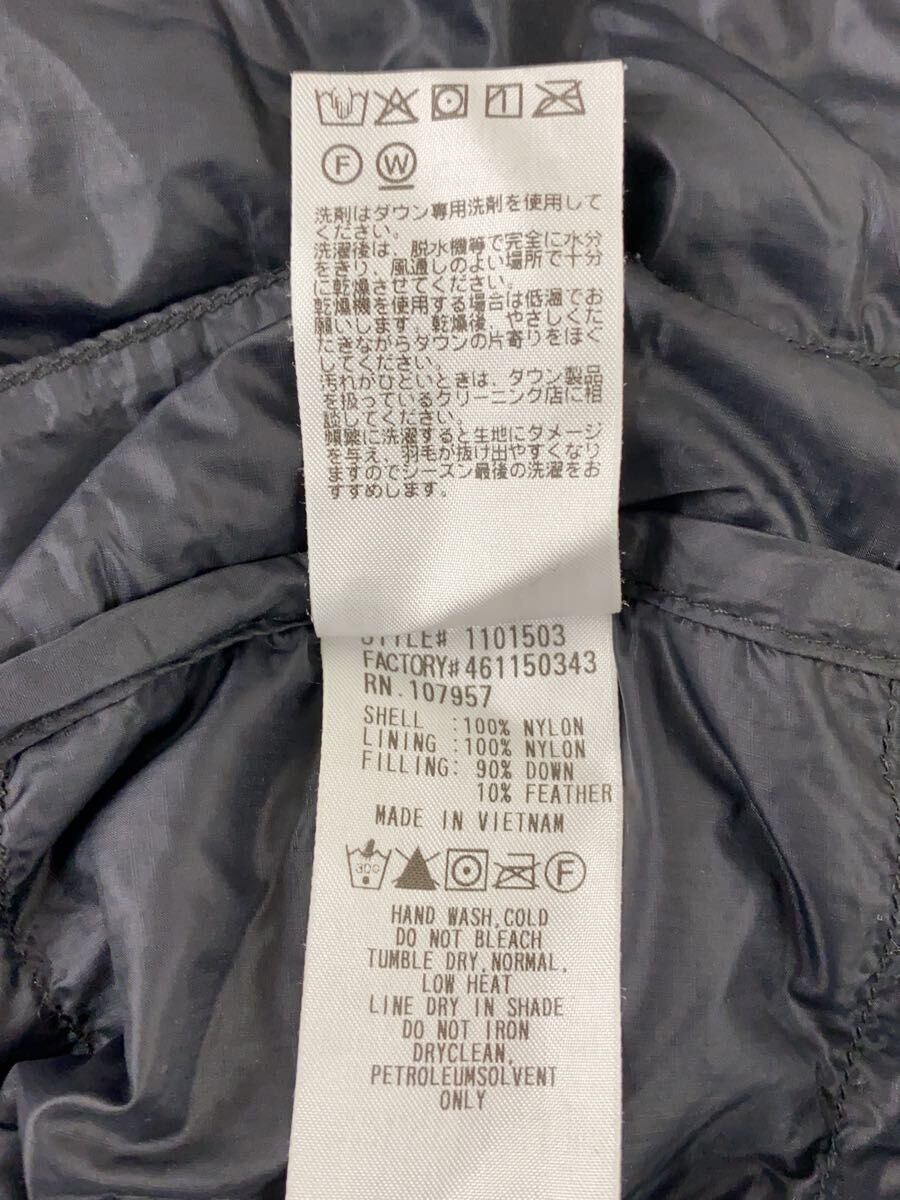 F W
洗剤はダウン専用洗剤を使用して
ください。
洗濯後は、脱水機等で完全に水分
をきり、風通しのよい場所で十分
に乾燥させてください。
乾燥機を使用する場合は低温でお
願いします。乾燥後、やさしくた
たきながらダウンの片寄りをほぐ
してください。
汚れがひどいときは、ダウン製品
を扱っているクリーニング店に相
談してください。
頻繁に洗濯すると生地にダメージ
を与え、羽毛が抜け出やすくなり
ますのでシーズン最後の洗濯をお
すすめします。
STYLE# 1101503
FACTORY#461150343
RN.107957
SHELL :100% NYLON
LINING :100% NYLON
FILLING: 90% DOWN
10% FEATHER
MADE IN VIETNAM
30c F
HAND WASH,COLD
DO NOT BLEACH
TUMBLE DRY,NORMAL,
LOW HEAT
LINE DRY IN SHADE
DO NOT IRON
DRYCLEAN,
PETROLEUMSOLVENT
ONLY